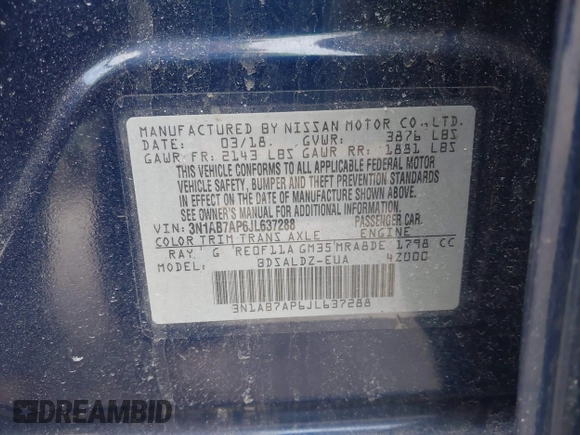 MANUFACTURED BY NISSAN MOTOR CO., LTD.
DATE: 03/18 GVWR: 3876 LBS
GAWR FR: 2143 LBS GAWR RR: 1881 LBS
THIS VEHICLE CONFORMS TO ALL APPLICABLE FEDERAL MOTOR
VEHICLE SAFETY, BUMPER AND THEFT PREVENTION STANDARDS
IN EFFECT ON THE DATE OF MANUFACTURE SHOWN ABOVE.
SEE OWNER'S MANUAL FOR ADDITIONAL INFORMATION.
VIN: 3N1AB7AP6JL637288 PASSENGER CAR
COLOR TRIM TRANS AXLE ENGINE
RAY G RE0F11A GM35 MRA8DE 1798 CC
MODEL: BDSALDZ-EUA 4Z000
3N1AB7AP6JL637288
DREAMBID